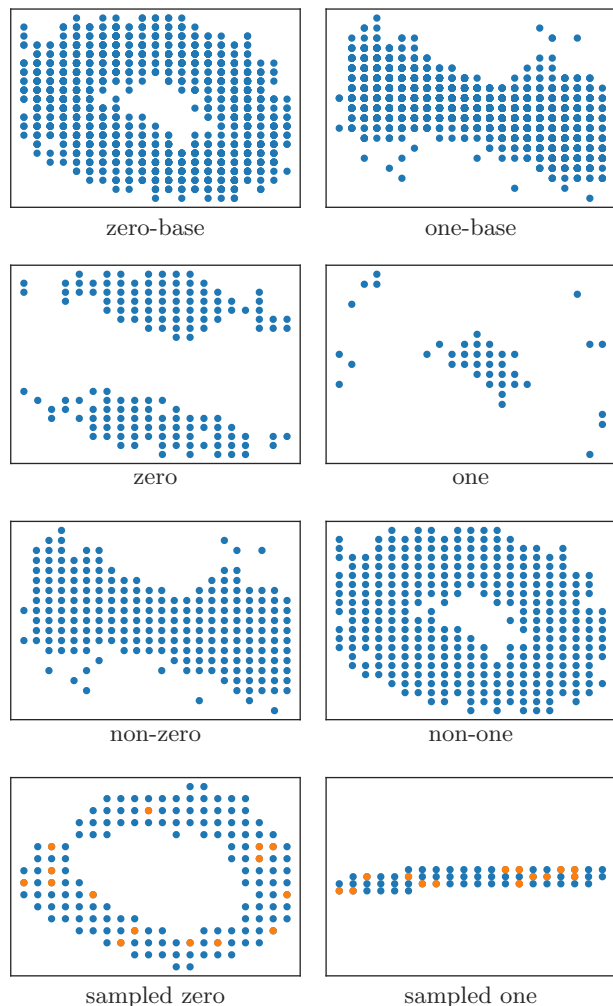 zero-base
one-base
zero
one
non-zero
non-one
sampled zero
sampled one